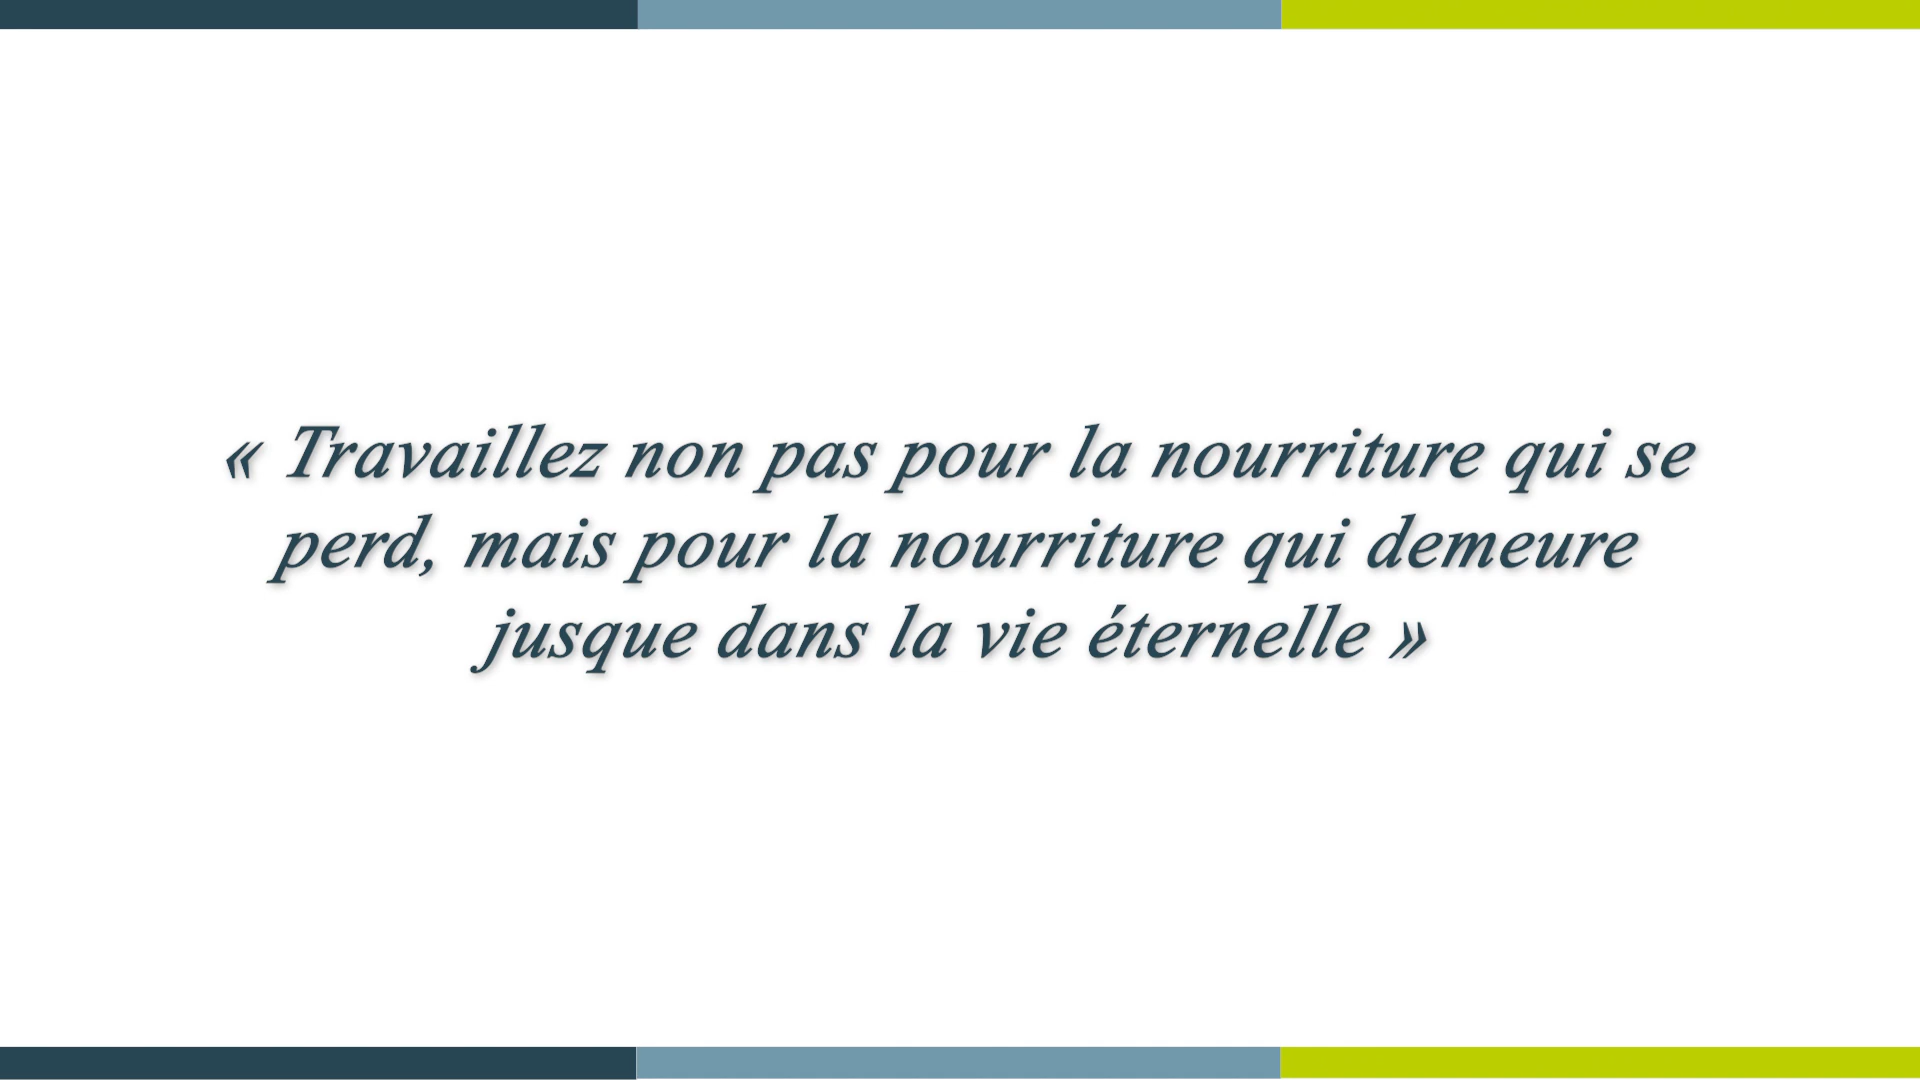 « Travaillez non pas pour la nourriture qui se
perd, mais pour la nourriture qui demeure
jusque dans la vie éternelle »